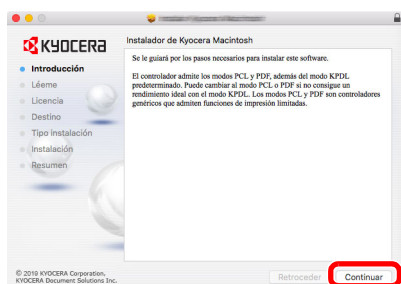 KYOCERA
Instalador de Kyocera Macintosh
Introducción
Léeme
Licencia
Destino
Tipo instalación
Instalación
Resumen
Se le guiará por los pasos necesarios para instalar este software.
El controlador admite los modos PCL y PDF, además del modo KPDL
predeterminado. Puede cambiar al modo PCL o PDF si no consigue un
rendimiento ideal con el modo KPDL. Los modos PCL y PDF son controladores
genéricos que admiten funciones de impresión limitadas.
© 2019 KYOCERA Corporation,
KYOCERA Document Solutions Inc.
Retroceder
Continuar